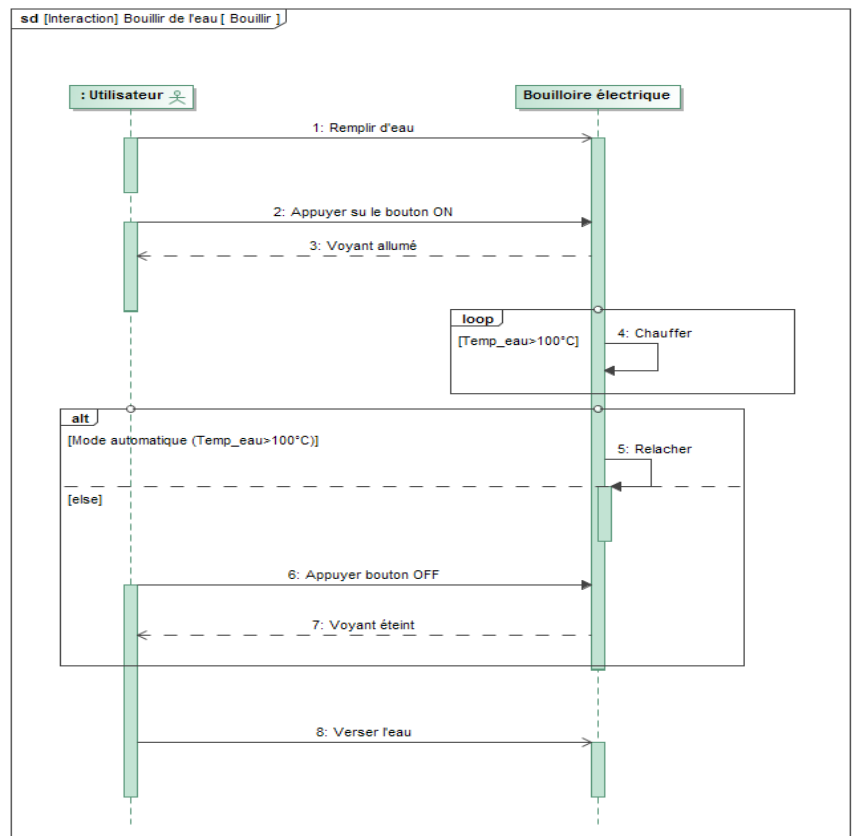 sd [Interaction] Bouillir de l'eau [ Bouillir ]
: Utilisateur
Bouilloire électrique
1: Remplir d'eau
2: Appuyer su le bouton ON
3: Voyant allumé
loop
[Temp_eau>100°C]
4: Chauffer
alt
[Mode automatique (Temp_eau>100°C)]
5: Relacher
[else]
6: Appuyer bouton OFF
7: Voyant éteint
8: Verser l'eau